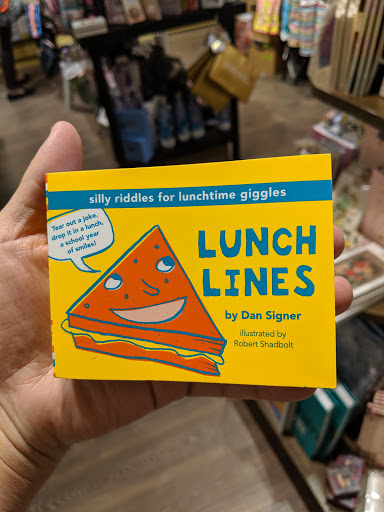 silly riddles for lunchtime giggles
Tear out a joke,
drop it in a lunch,
a school year
of smiles!
LUNCH
LINES
by Dan Signer
illustrated by
Robert Shadbolt